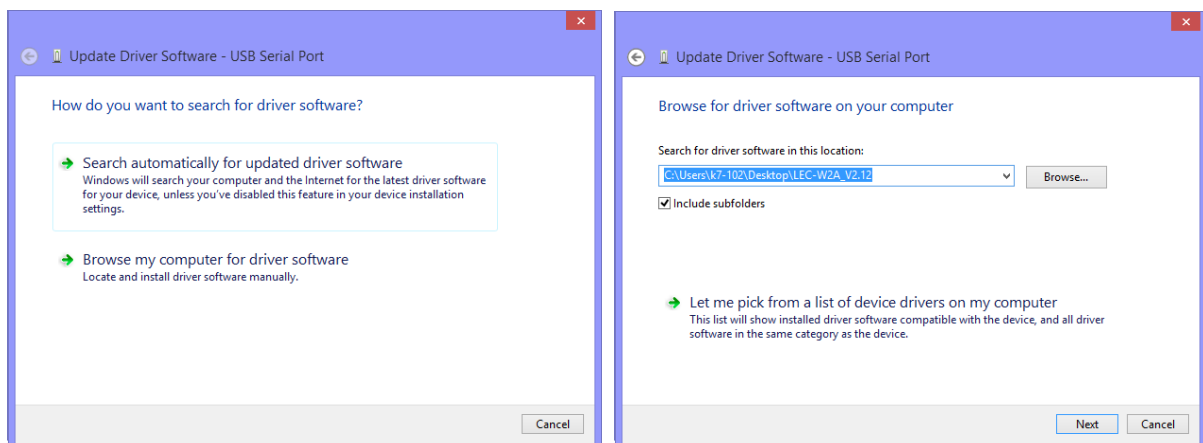 Update Driver Software - USB Serial Port
How do you want to search for driver software?
Search automatically for updated driver software
Windows will search your computer and the Internet for the latest driver software
for your device, unless you've disabled this feature in your device installation
settings.
Browse my computer for driver software
Locate and install driver software manually.
Cancel
Update Driver Software - USB Serial Port
Browse for driver software on your computer
Search for driver software in this location:
C:\Users\k7-102\Desktop\LEC-W2A_V2.12
Browse...
Include subfolders
Let me pick from a list of device drivers on my computer
This list will show installed driver software compatible with the device, and all driver
software in the same category as the device.
Next Cancel